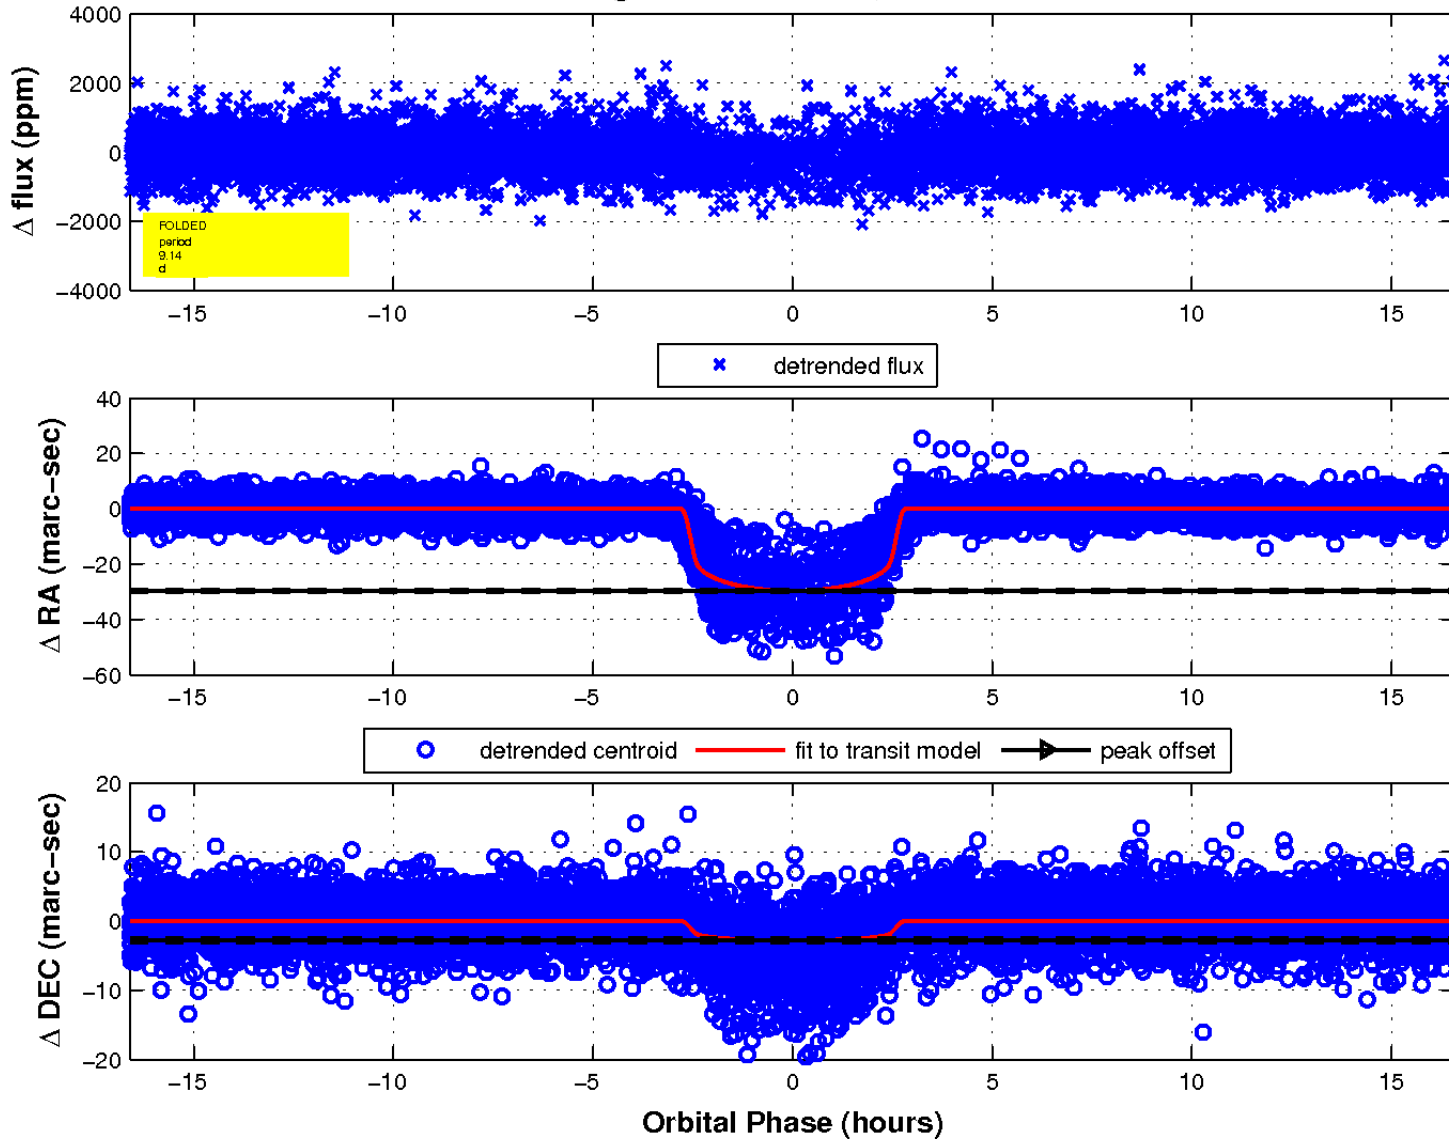 Δ flux (ppm)
4000
2000
0
−2000
−4000
FOLDED
period
9.14
d
−15 −10 −5 0 5 10 15
detrended flux
Δ RA (marc−sec)
40
20
0
−20
−40
−60
−15 −10 −5 0 5 10 15
detrended centroid fit to transit model peak offset
Δ DEC (marc−sec)
20
10
0
−10
−20
−15 −10 −5 0 5 10 15
Orbital Phase (hours)